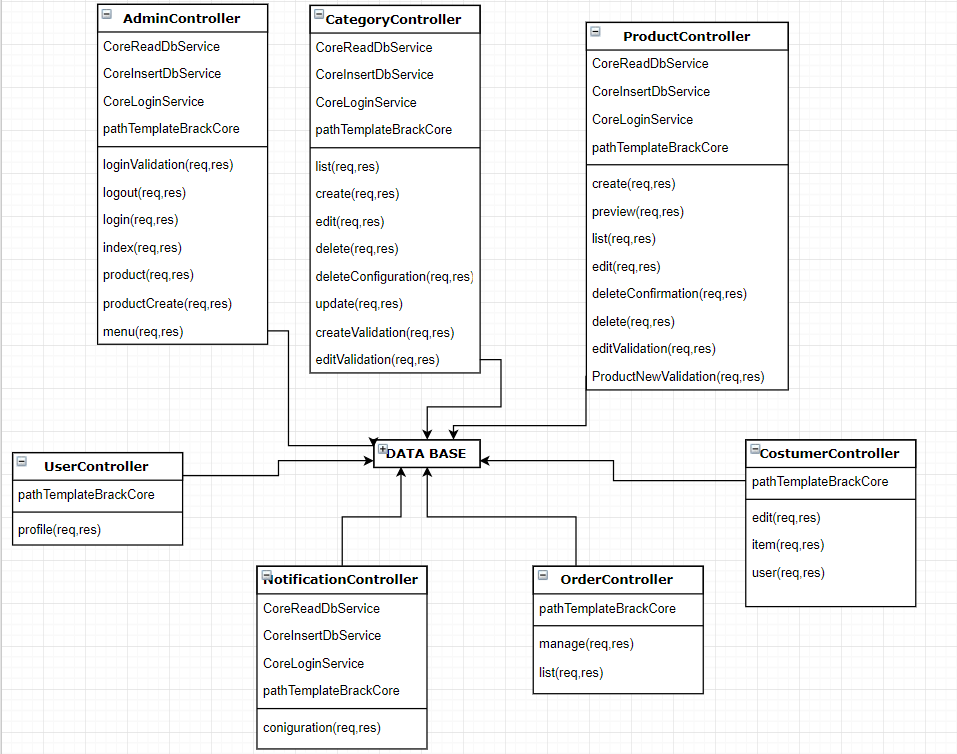 AdminController
CoreReadDbService
CoreInsertDbService
CoreLoginService
pathTemplateBrackCore
loginValidation(req,res)
logout(req,res)
login(req,res)
index(req,res)
product(req,res)
productCreate(req,res)
menu(req,res)
CategoryController
CoreReadDbService
CoreInsertDbService
CoreLoginService
pathTemplateBrackCore
list(req,res)
create(req,res)
edit(req,res)
delete(req,res)
deleteConfiguration(req,res)
update(req,res)
createValidation(req,res)
editValidation(req,res)
ProductController
CoreReadDbService
CoreInsertDbService
CoreLoginService
pathTemplateBrackCore
create(req,res)
preview(req,res)
list(req,res)
edit(req,res)
deleteConfirmation(req,res)
delete(req,res)
editValidation(req,res)
ProductNewValidation(req,res)
DATA BASE
UserController
pathTemplateBrackCore
profile(req,res)
CostumerController
pathTemplateBrackCore
edit(req,res)
item(req,res)
user(req,res)
NotificationController
CoreReadDbService
CoreInsertDbService
CoreLoginService
pathTemplateBrackCore
coniguration(req,res)
OrderController
pathTemplateBrackCore
manage(req,res)
list(req,res)